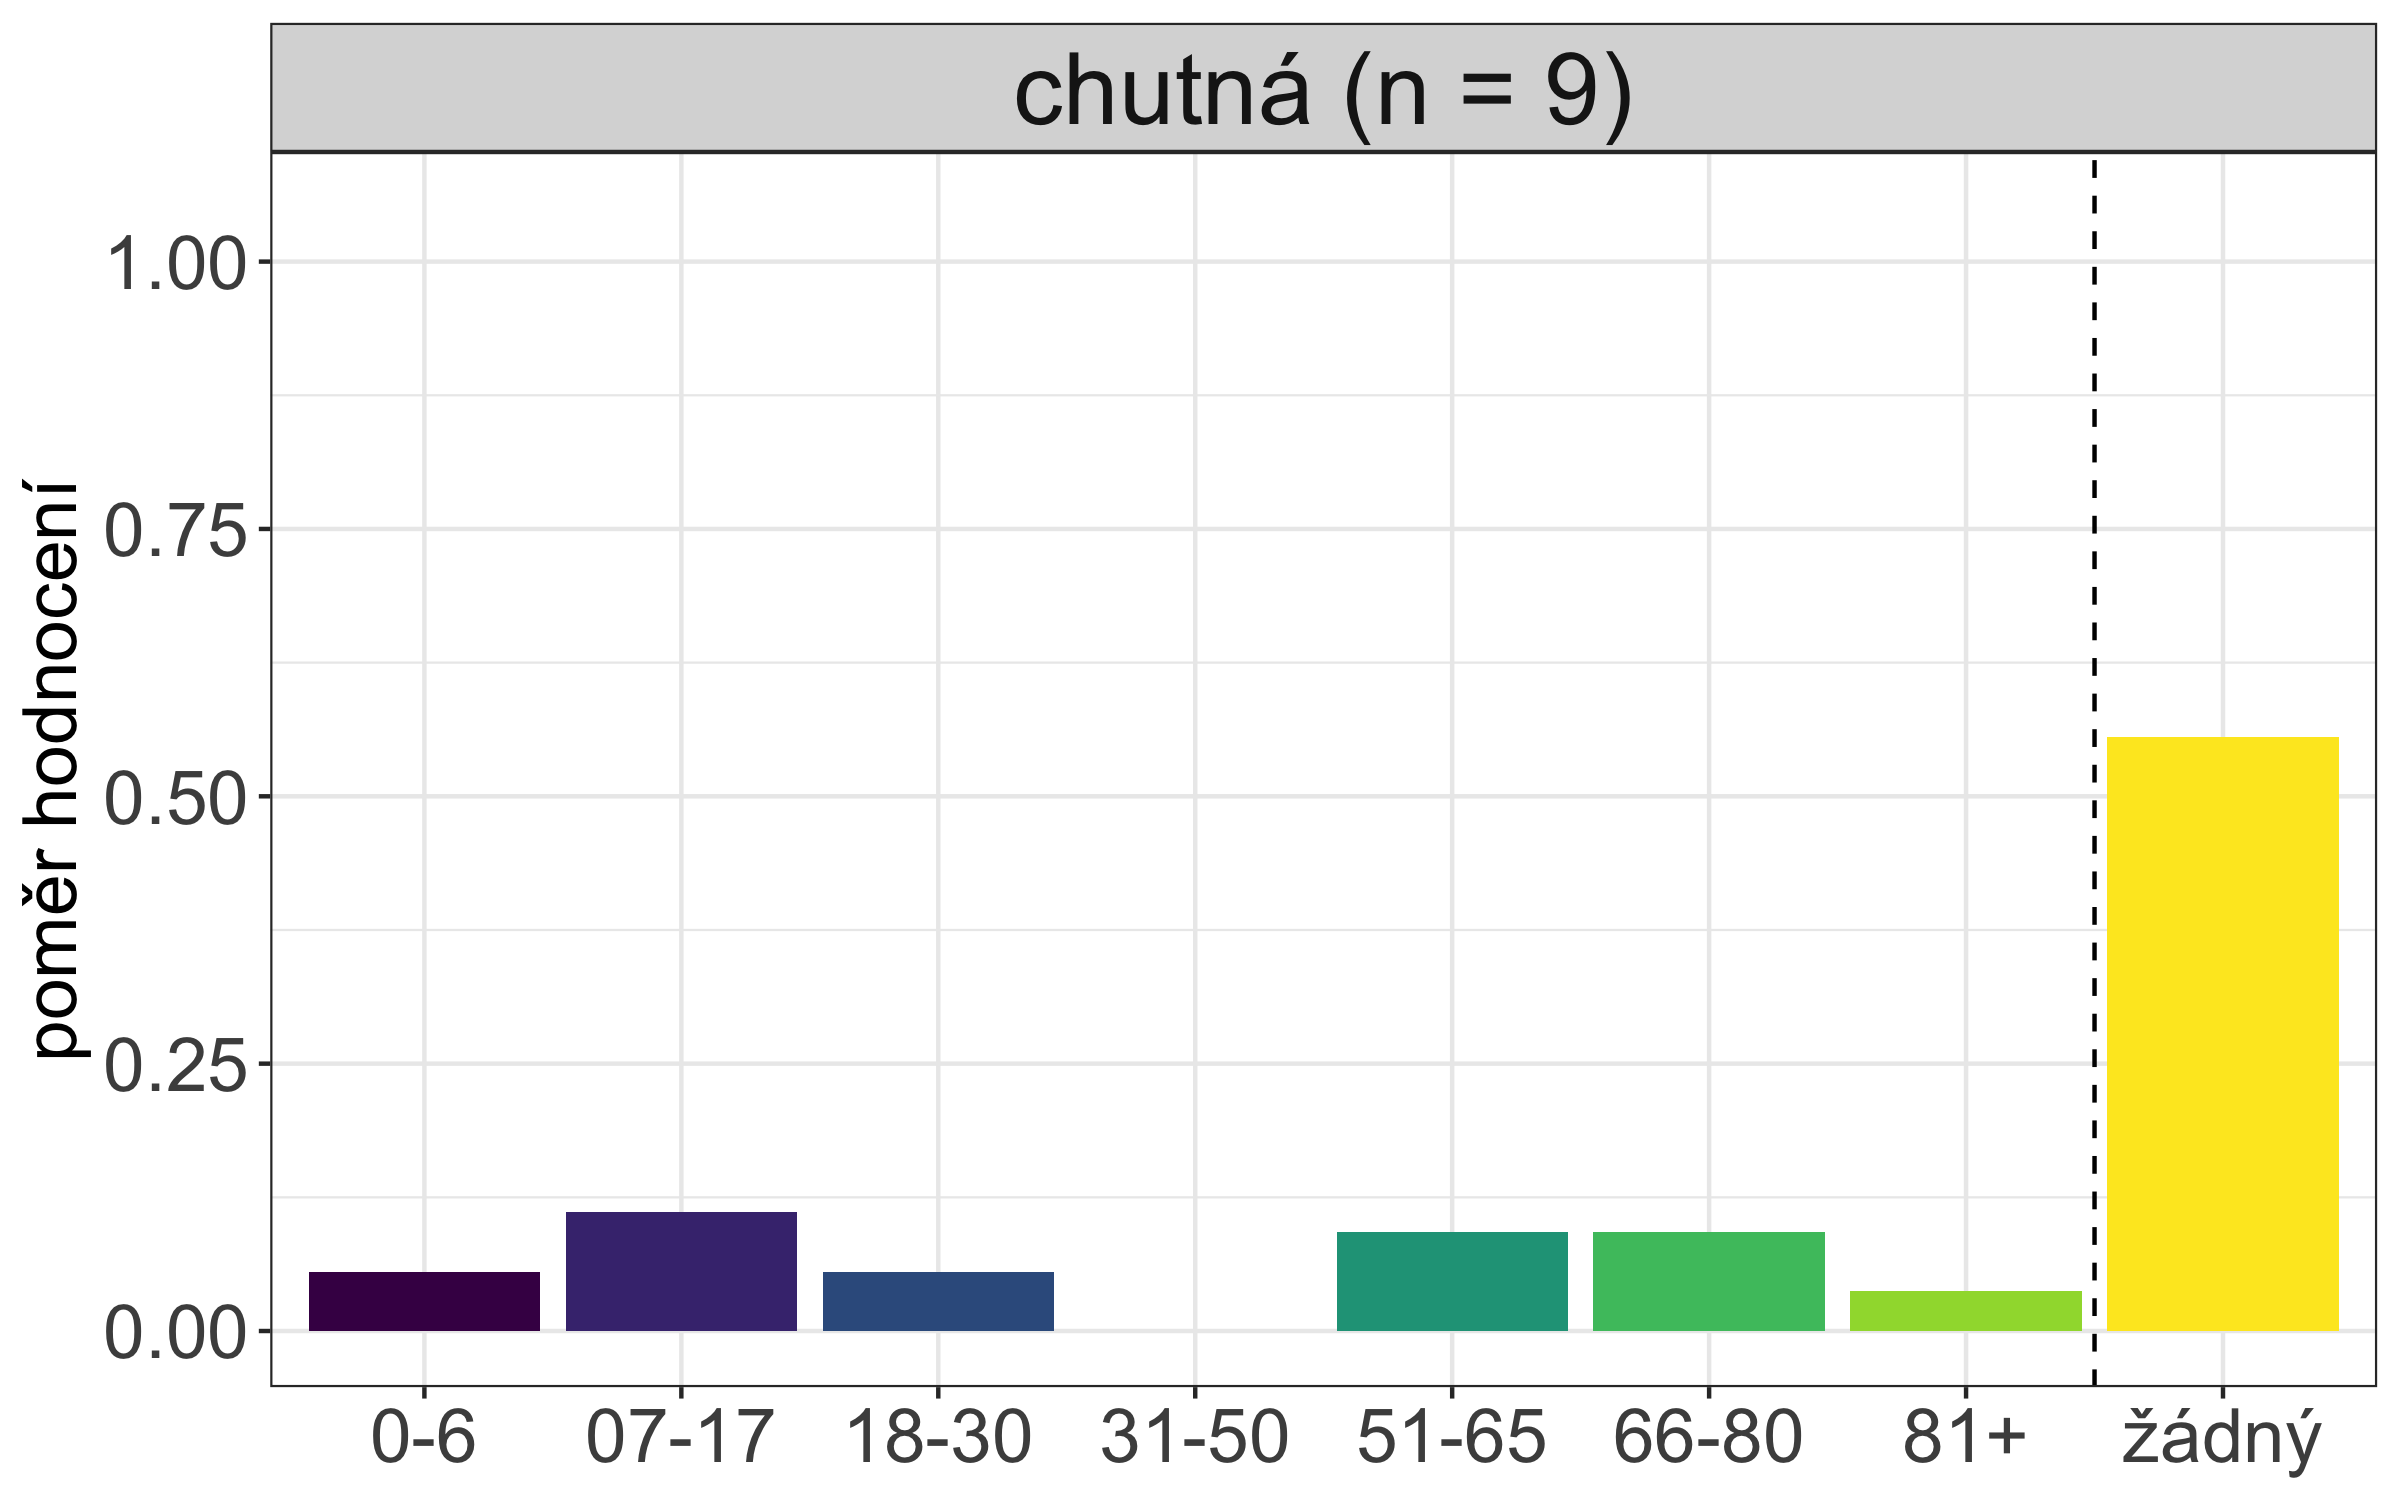 chutná (n = 9)
poměr hodnocení
1.00
0.75
0.50
0.25
0.00
0-6 07-17 18-30 31-50 51-65 66-80 81+ žádný